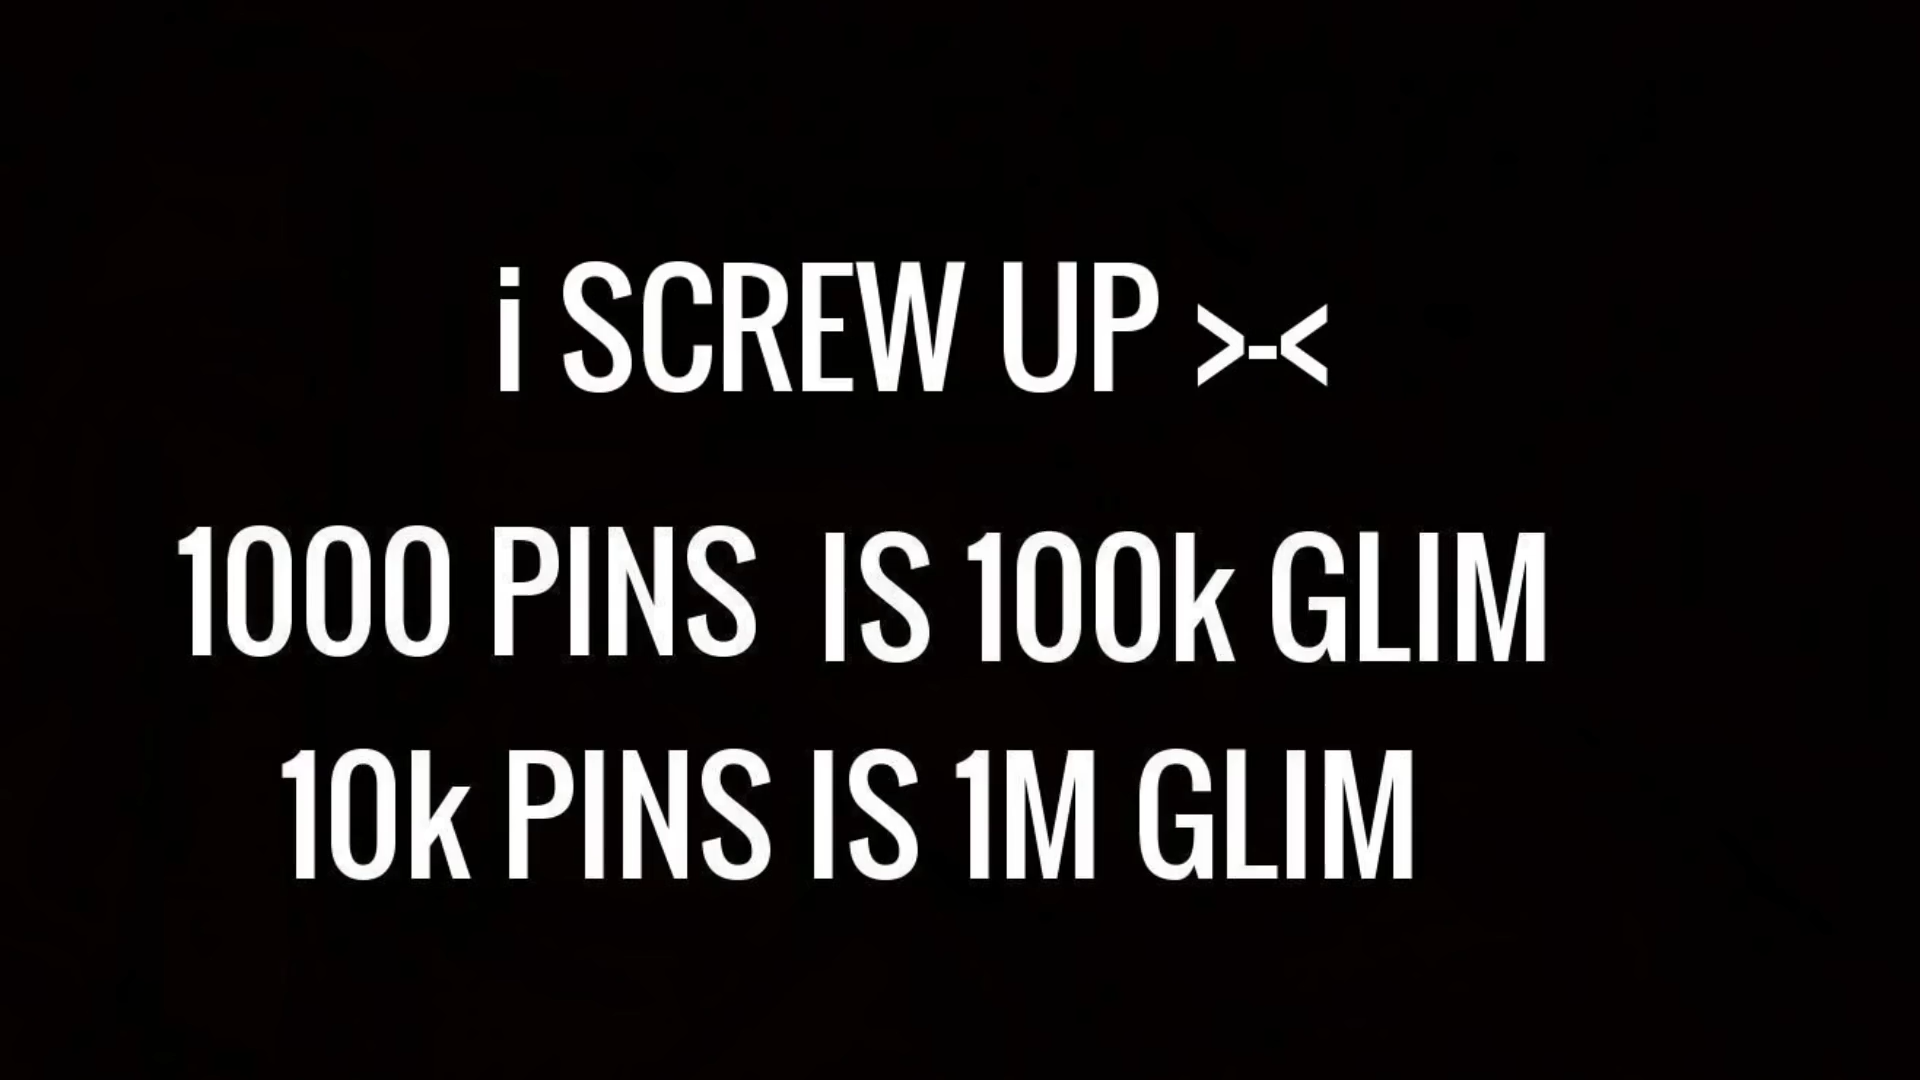 i SCREW UP >-<
1000 PINS IS 100k GLIM
10k PINS IS 1M GLIM